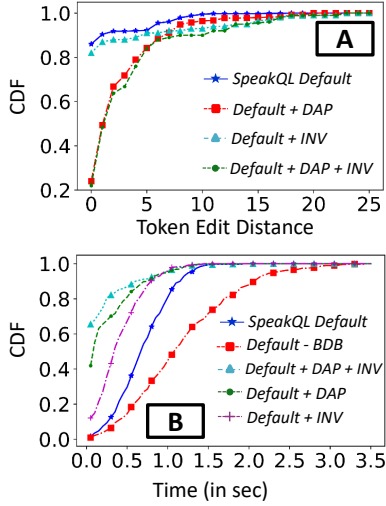 1.0
0.8
0.6
0.4
0.2
CDF
A
SpeakQL Default
Default + DAP
Default + INV
Default + DAP + INV
0 5 10 15 20 25
Token Edit Distance
1.0
0.8
0.6
0.4
0.2
0.0
CDF
SpeakQL Default
Default - BDB
Default + DAP + INV
Default + DAP
Default + INV
B
0.0 0.5 1.0 1.5 2.0 2.5 3.0 3.5
Time (in sec)